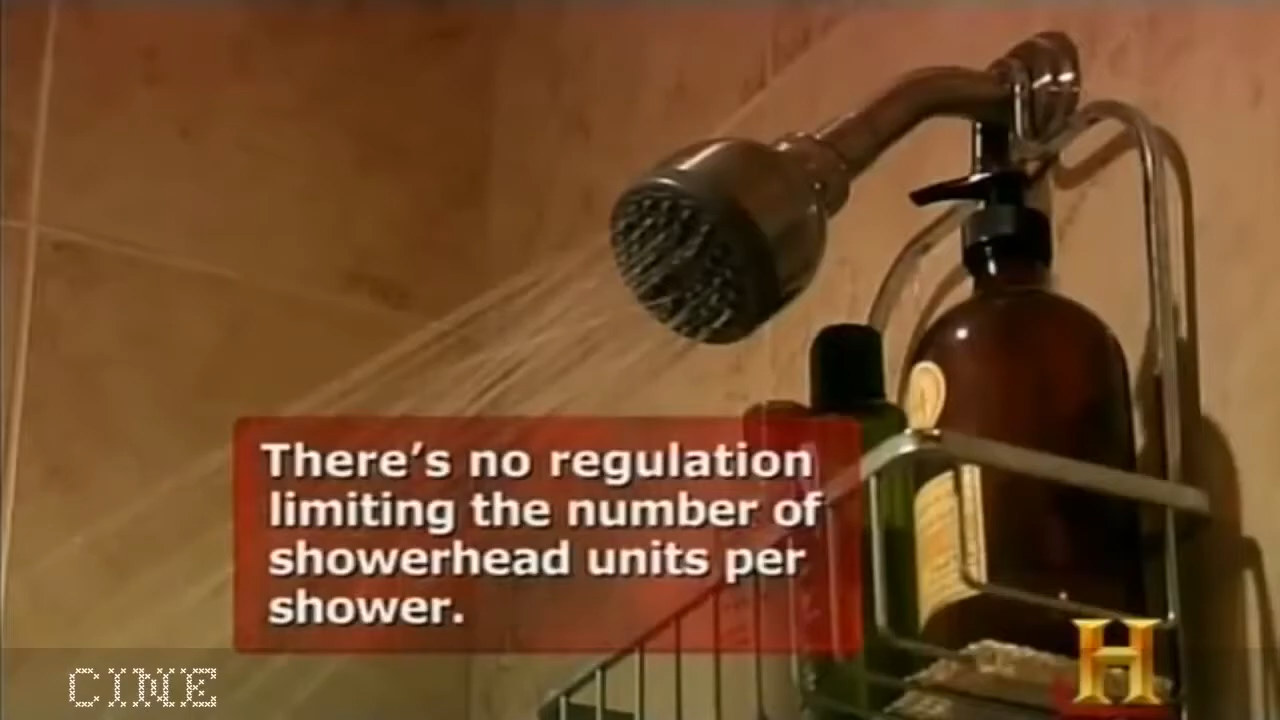 There's no regulation
limiting the number of
showerhead units per
shower.
CINE
H